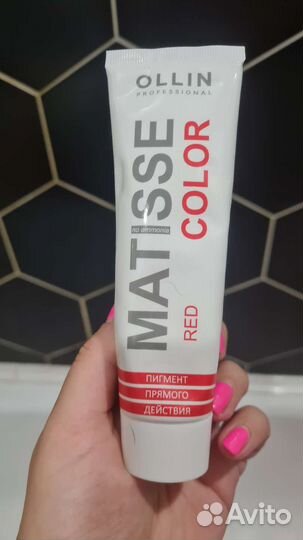 OLLIN
PROFESSIONAL
MATISSE
no ammonia
COLOR
RED
ПИГМЕНТ
ПРЯМОГО
ДЕЙСТВИЯ
Avito